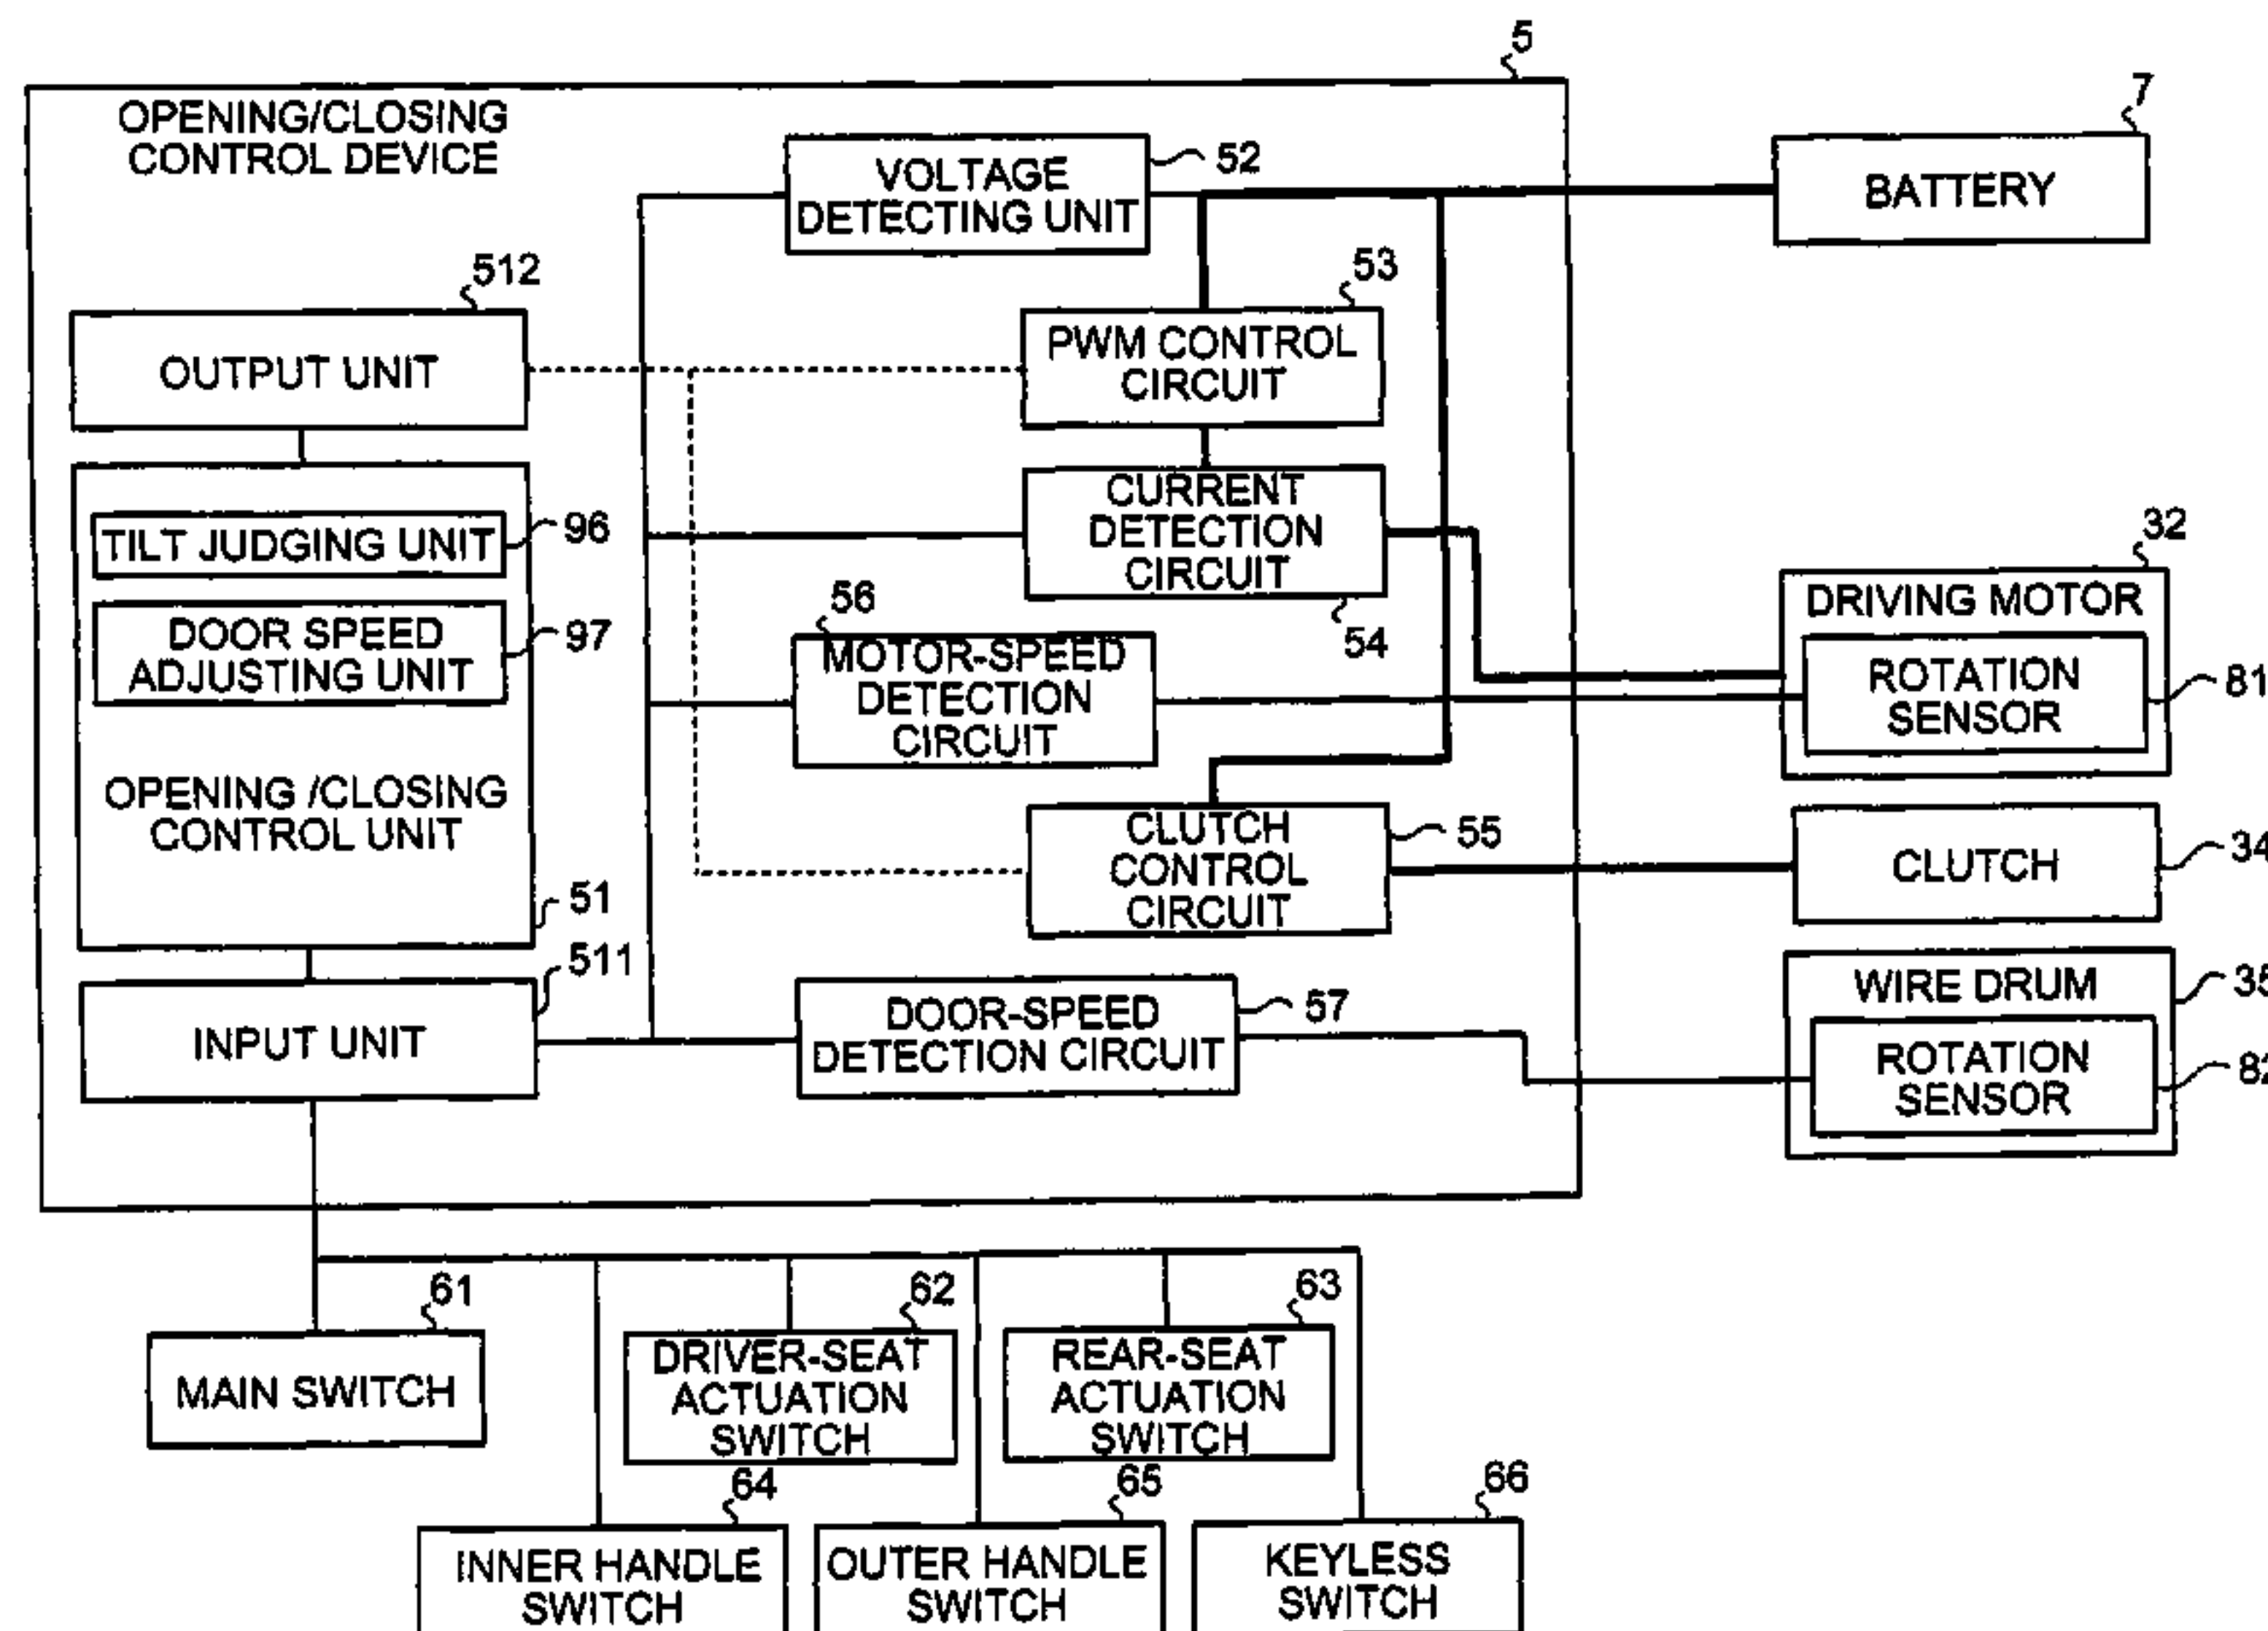 5
OPENING/CLOSING
CONTROL DEVICE
7
BATTERY
VOLTAGE
DETECTING UNIT
52
512
OUTPUT UNIT
53
PWM CONTROL
CIRCUIT
TILT JUDGING UNIT
96
CURRENT
DETECTION
CIRCUIT
54
DOOR SPEED
ADJUSTING UNIT
97
56
MOTOR-SPEED
DETECTION
CIRCUIT
32
DRIVING MOTOR
ROTATION
SENSOR
81
OPENING /CLOSING
CONTROL UNIT
51
CLUTCH
CONTROL
CIRCUIT
55
CLUTCH
34
511
INPUT UNIT
DOOR-SPEED
DETECTION CIRCUIT
57
WIRE DRUM
35
ROTATION
SENSOR
82
61
MAIN SWITCH
62
DRIVER-SEAT
ACTUATION
SWITCH
63
REAR-SEAT
ACTUATION
SWITCH
64
INNER HANDLE
SWITCH
65
OUTER HANDLE
SWITCH
66
KEYLESS
SWITCH